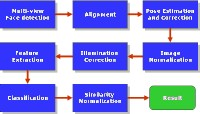 Multi-view
Face detection
Alignment
Pose Estimation
and Correction
Feature
Extraction
Illumination
Correction
Image
Normalization
Classification
Similarity
Normalization
Result